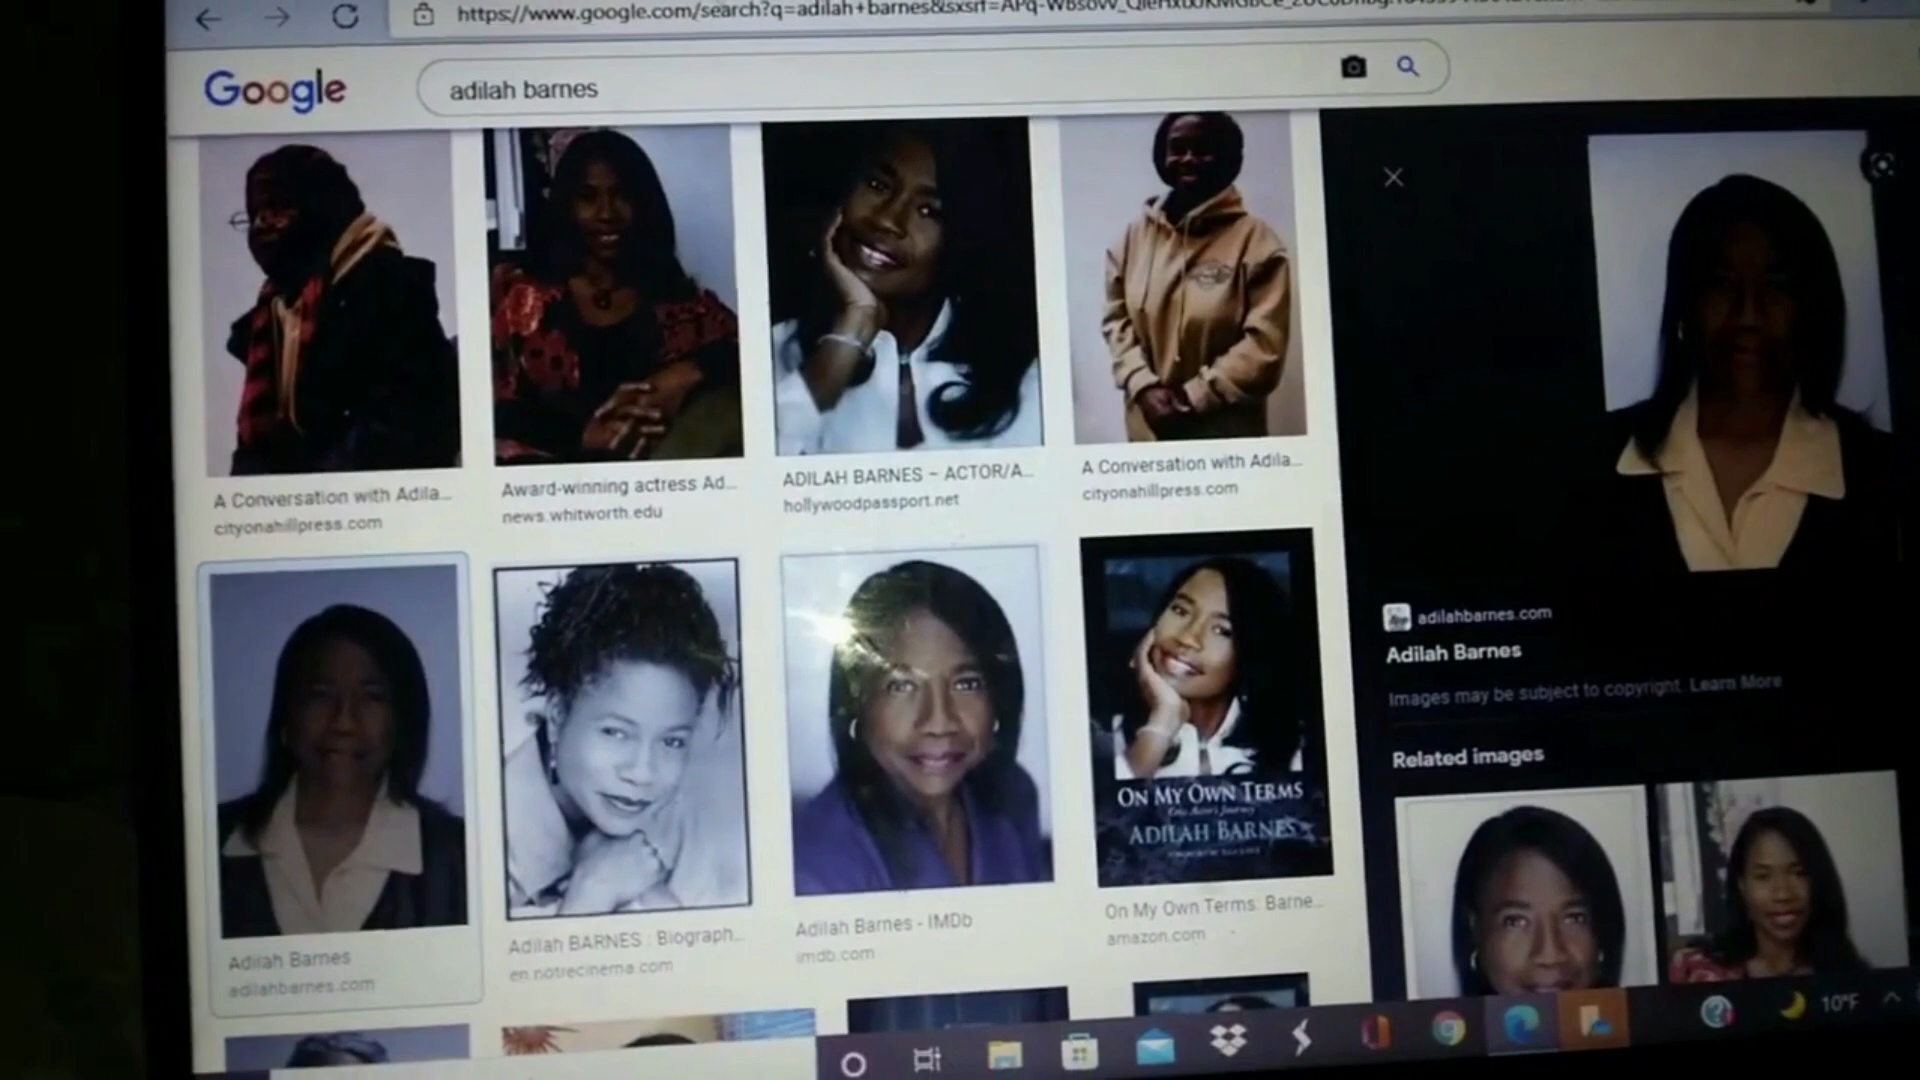 Google
adilah barnes
A Conversation with Adila...
cityonahillpress.com
Award-winning actress Ad...
news.whitworth.edu
ADILAH BARNES – ACTOR/A...
hollywoodpassport.net
A Conversation with Adila...
cityonahillpress.com
adilahbarnes.com
Adilah Barnes
Images may be subject to copyright. Learn More
Related images
ON MY OWN TERMS
ADILAH BARNES
Adilah Barnes
adilahbarnes.com
Adilah BARNES : Biograph...
en.notrecinema.com
Adilah Barnes - IMDb
imdb.com
On My Own Terms: Barne...
amazon.com
10°F